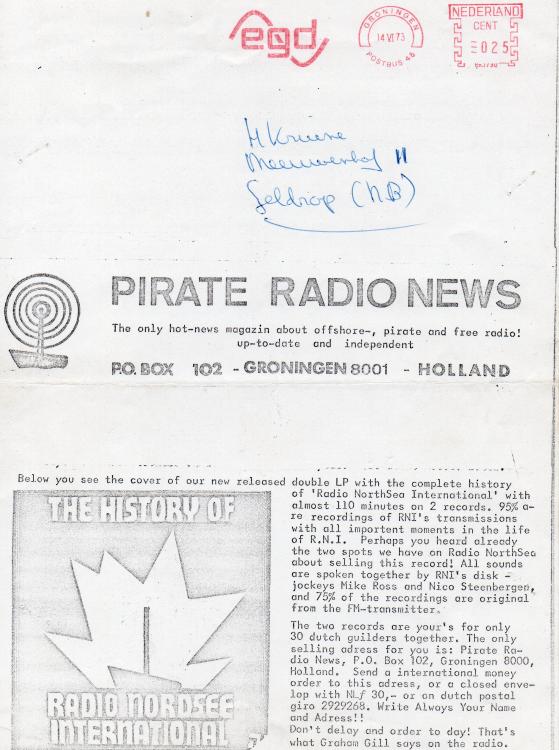 egd
GRONINGEN
14 VI 73
POSTBUS 46
NEDERLAND
CENT
025
H Kruene
Meeuwenhof 11
Geldrop (NB)
PIRATE RADIO NEWS
The only hot-news magazin about offshore-, pirate and free radio!
up-to-date and independent
P.O. BOX 102 - GRONINGEN 8001 - HOLLAND
Below you see the cover of our new released double LP with the complete history
of 'Radio NorthSea International' with
almost 110 minutes on 2 records. 95% a-
re recordings of RNI's transmissions
with all importent moments in the life
of R.N.I. Perhaps you heard already
the two spots we have on Radio NorthSea
about selling this record! All sounds
are spoken together by RNI's disk -
jockeys Mike Ross and Nico Steenbergen,
and 75% of the recordings are original
from the FM-transmitter.
The two records are your's for only
30 dutch guilders together. The only
selling adress for you is: Pirate Ra-
dio News, P.O. Box 102, Groningen 8000,
Holland. Send a international money
order to this adress, or a closed enve-
lop with NLƒ 30,- or on dutch postal
giro 2929268. Write Always Your Name
and Adress!!
Don't delay and order to day! That's
what Graham Gill says on the radio.
THE HISTORY OF
RADIO NORDSEE
INTERNATIONAL